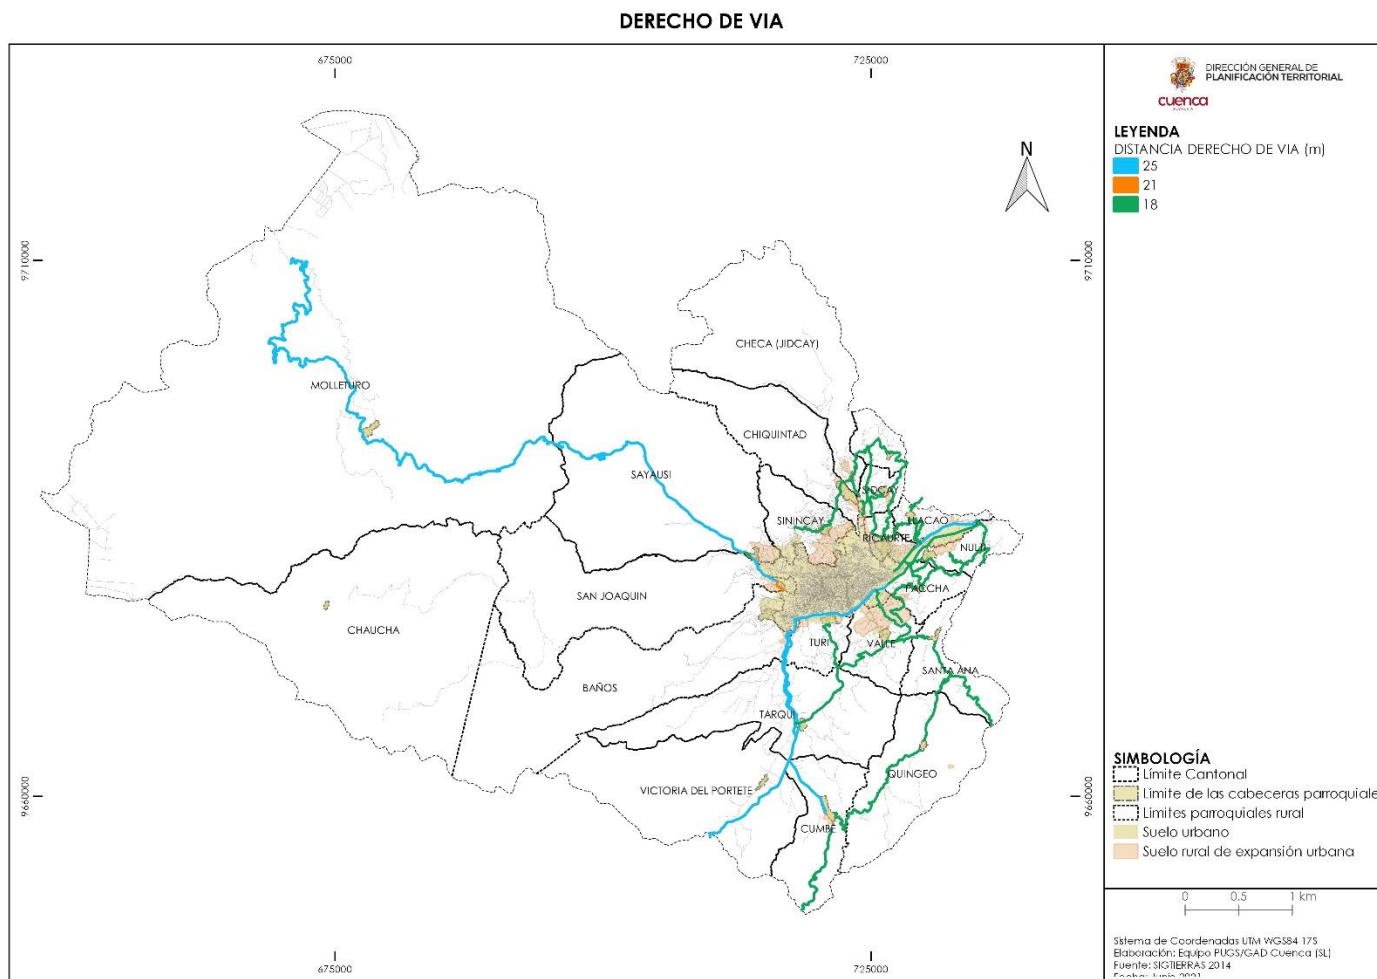 DERECHO DE VIA
675000
725000
DIRECCIÓN GENERAL DE
PLANIFICACIÓN TERRITORIAL
cuenca
LEYENDA
DISTANCIA DERECHO DE VIA (m)
25
21
18
N
9710000
9710000
CHECA (JIDCAY)
MOLLETURO
CHIQUINTAD
SAYAUSI
SIDCAY
SININCAY
LLACAO
RICAURTE
NULTI
PACCHA
SAN JOAQUIN
CHAUCHA
TURI
VALLE
SANTA ANA
BAÑOS
TARQUI
QUINGEO
VICTORIA DEL PORTETE
CUMBE
9660000
9660000
SIMBOLOGÍA
Límite Cantonal
Límite de las cabeceras parroquiale
Límites parroquiales rural
Suelo urbano
Suelo rural de expansión urbana
0 0.5 1 km
Sistema de Coordenadas UTM WGS84 17S
Elaboración: Equipo PUGS/GAD Cuenca (SL)
Fuente: SIGTIERRAS 2014
Fecha: Junio 2021
675000
725000